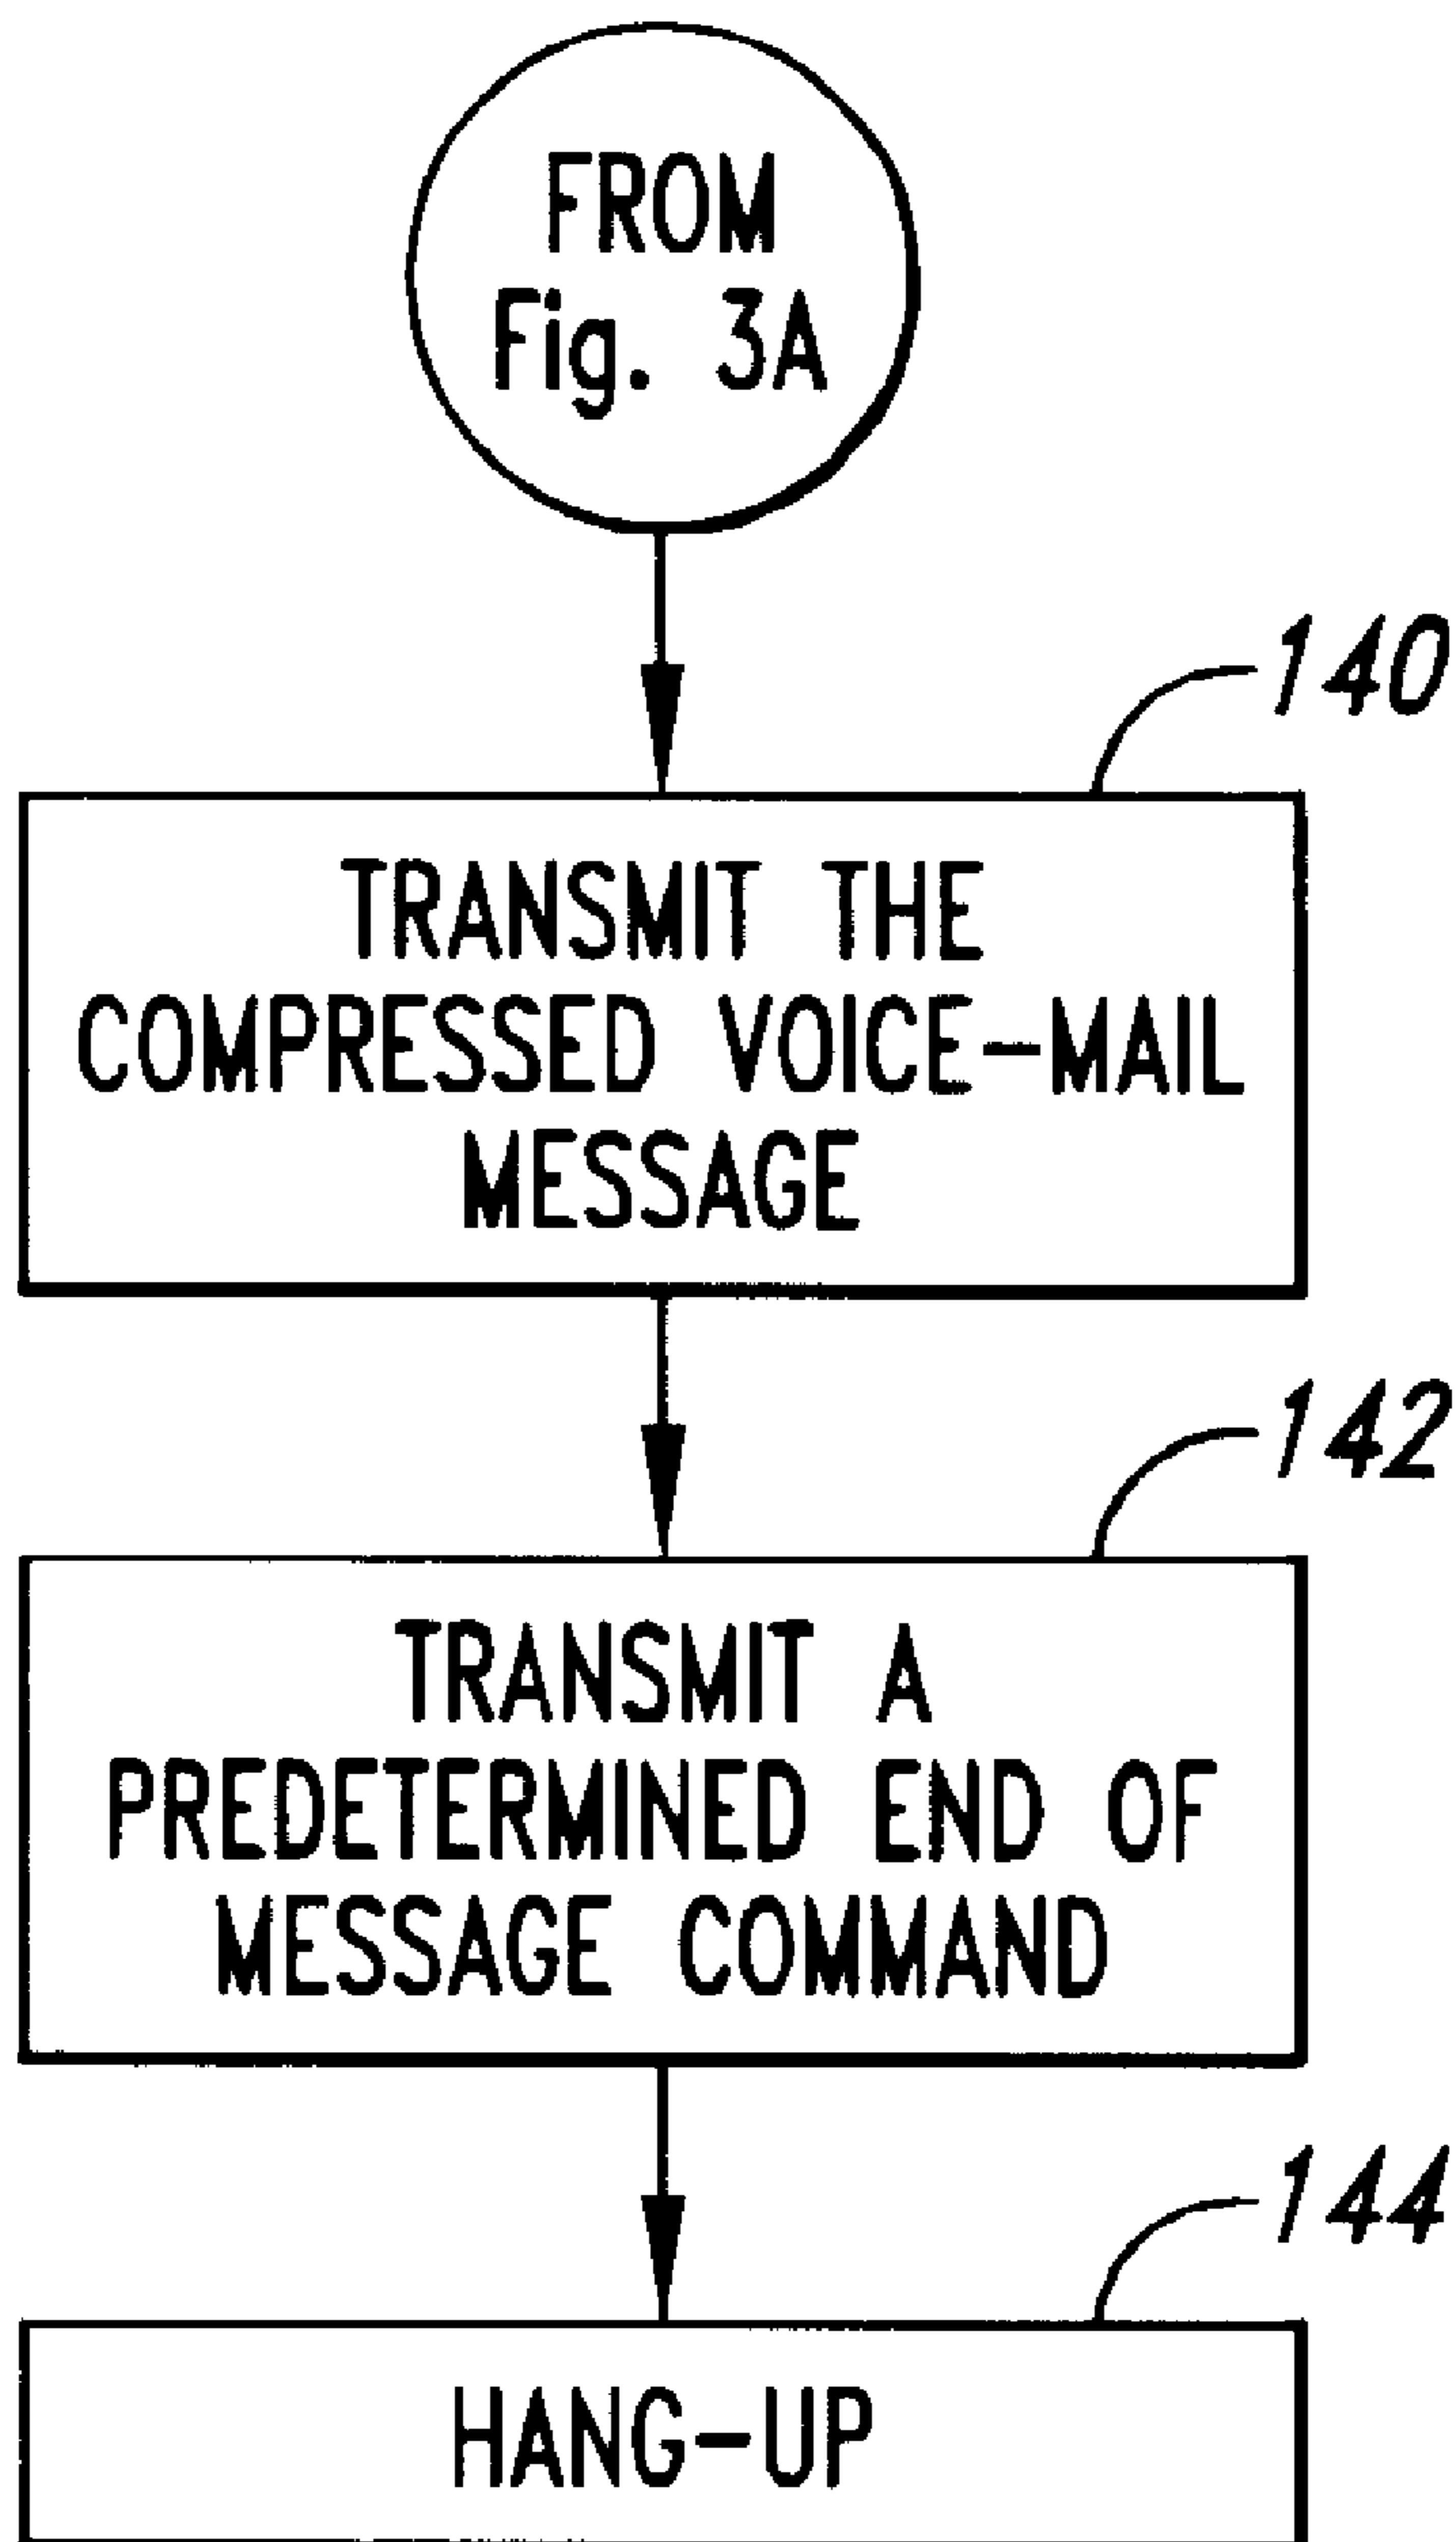 FROM
Fig. 3A
140
TRANSMIT THE
COMPRESSED VOICE-MAIL
MESSAGE
142
TRANSMIT A
PREDETERMINED END OF
MESSAGE COMMAND
144
HANG-UP